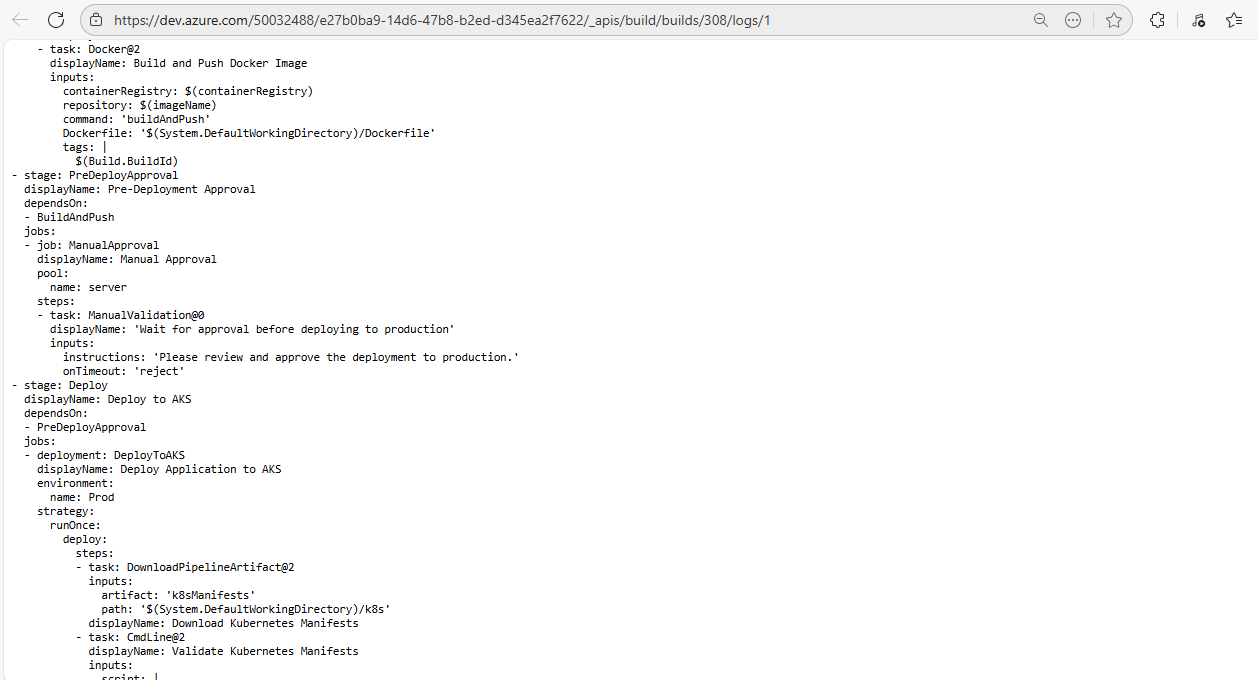 https://dev.azure.com/50032488/e27b0ba9-14d6-47b8-b2ed-d345ea2f7622/_apis/build/builds/308/logs/1
- task: Docker@2
displayName: Build and Push Docker Image
inputs:
containerRegistry: $(containerRegistry)
repository: $(imageName)
command: 'buildAndPush'
Dockerfile: '$(System.DefaultWorkingDirectory)/Dockerfile'
tags: |
$(Build.BuildId)
- stage: PreDeployApproval
displayName: Pre-Deployment Approval
dependsOn:
- BuildAndPush
jobs:
- job: ManualApproval
displayName: Manual Approval
pool:
name: server
steps:
- task: ManualValidation@0
displayName: 'Wait for approval before deploying to production'
inputs:
instructions: 'Please review and approve the deployment to production.'
onTimeout: 'reject'
- stage: Deploy
displayName: Deploy to AKS
dependsOn:
- PreDeployApproval
jobs:
- deployment: DeployToAKS
displayName: Deploy Application to AKS
environment:
name: Prod
strategy:
runOnce:
deploy:
steps:
- task: DownloadPipelineArtifact@2
inputs:
artifact: 'k8sManifests'
path: '$(System.DefaultWorkingDirectory)/k8s'
displayName: Download Kubernetes Manifests
- task: CmdLine@2
displayName: Validate Kubernetes Manifests
inputs:
script: |